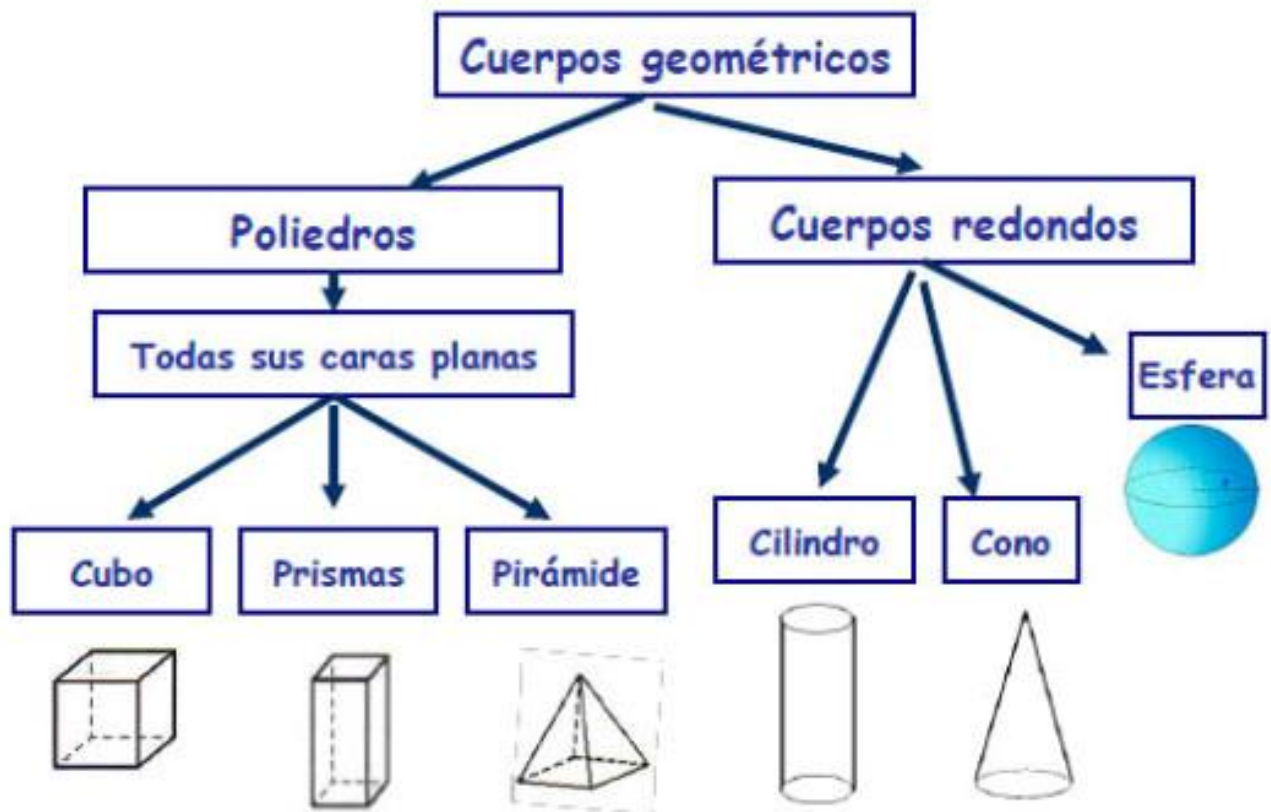 Cuerpos geométricos
Poliedros
Cuerpos redondos
Todas sus caras planas
Esfera
Cubo
Prismas
Pirámide
Cilindro
Cono